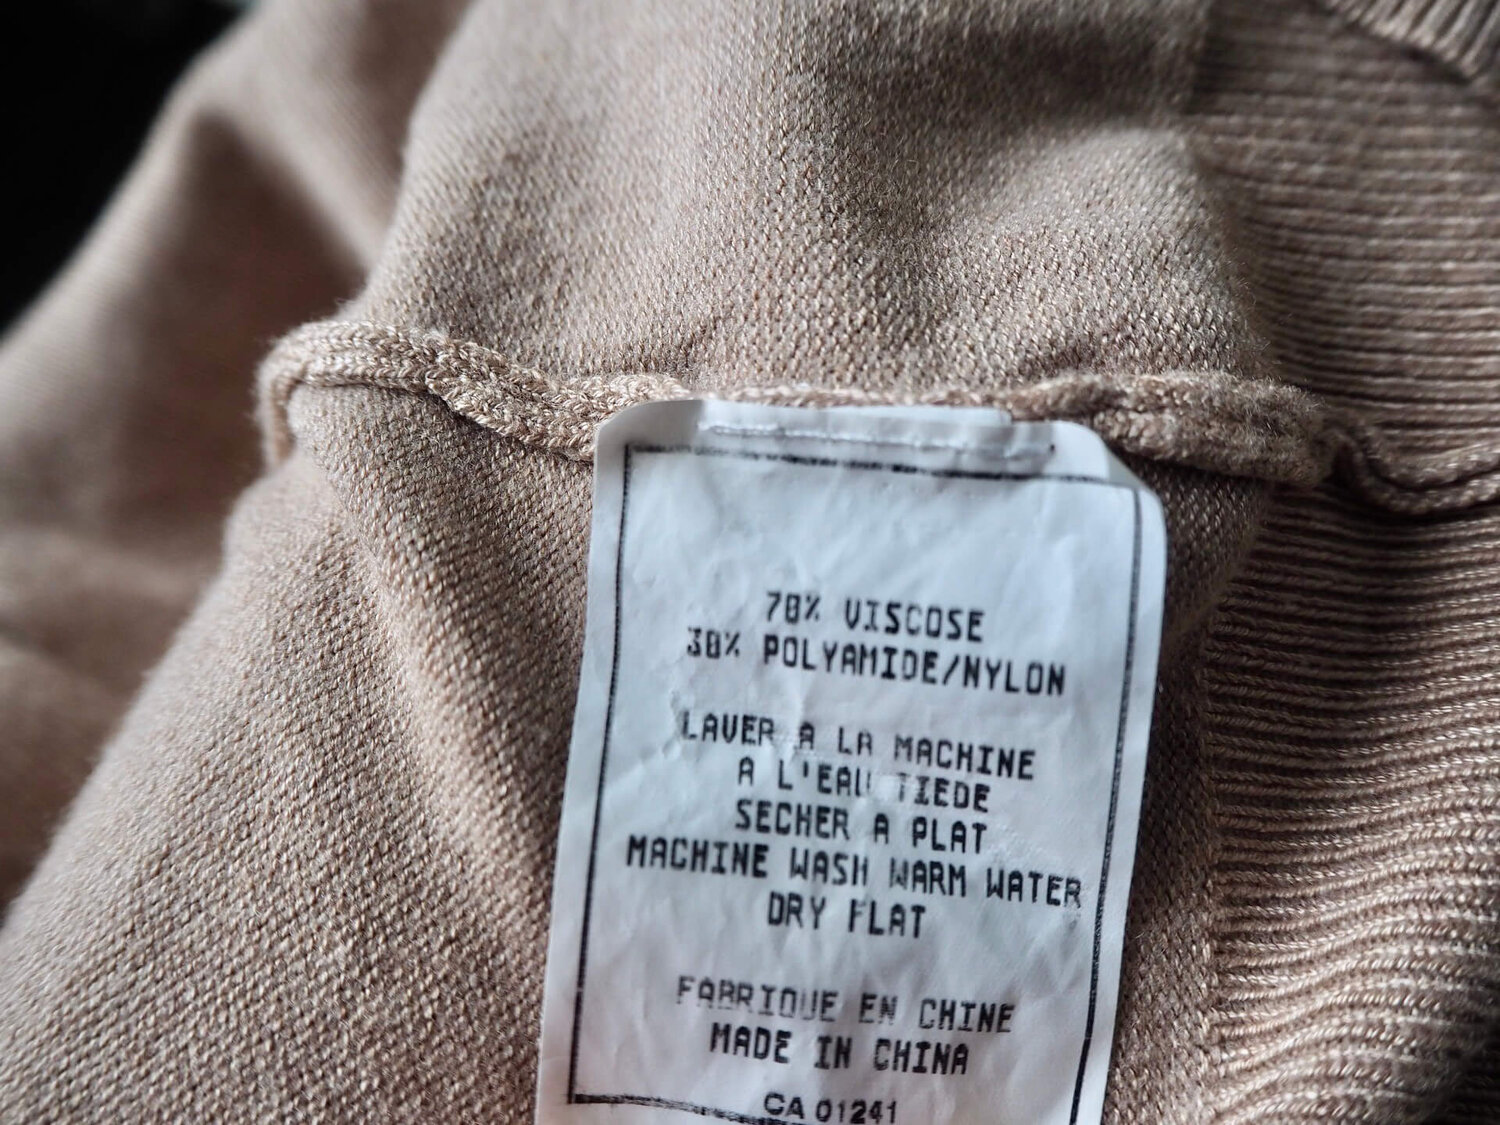 70% VISCOSE
30% POLYAMIDE/NYLON
LAVER A LA MACHINE
A L'EAU TIEDE
SECHER A PLAT
MACHINE WASH WARM WATER
DRY FLAT
FABRIQUE EN CHINE
MADE IN CHINA
CA 01241